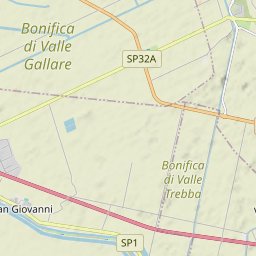 Bonifica
di Valle
Gallare
SP32A
Bonifica
di Valle
Trebba
an Giovanni
SP1